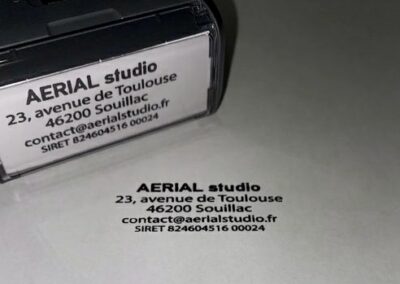 AERIAL studio
23, avenue de Toulouse
46200 Souillac
contact@aerialstudio.fr
SIRET 824604516 00024
AERIAL studio
23, avenue de Toulouse
46200 Souillac
contact@aerialstudio.fr
SIRET 824604516 00024